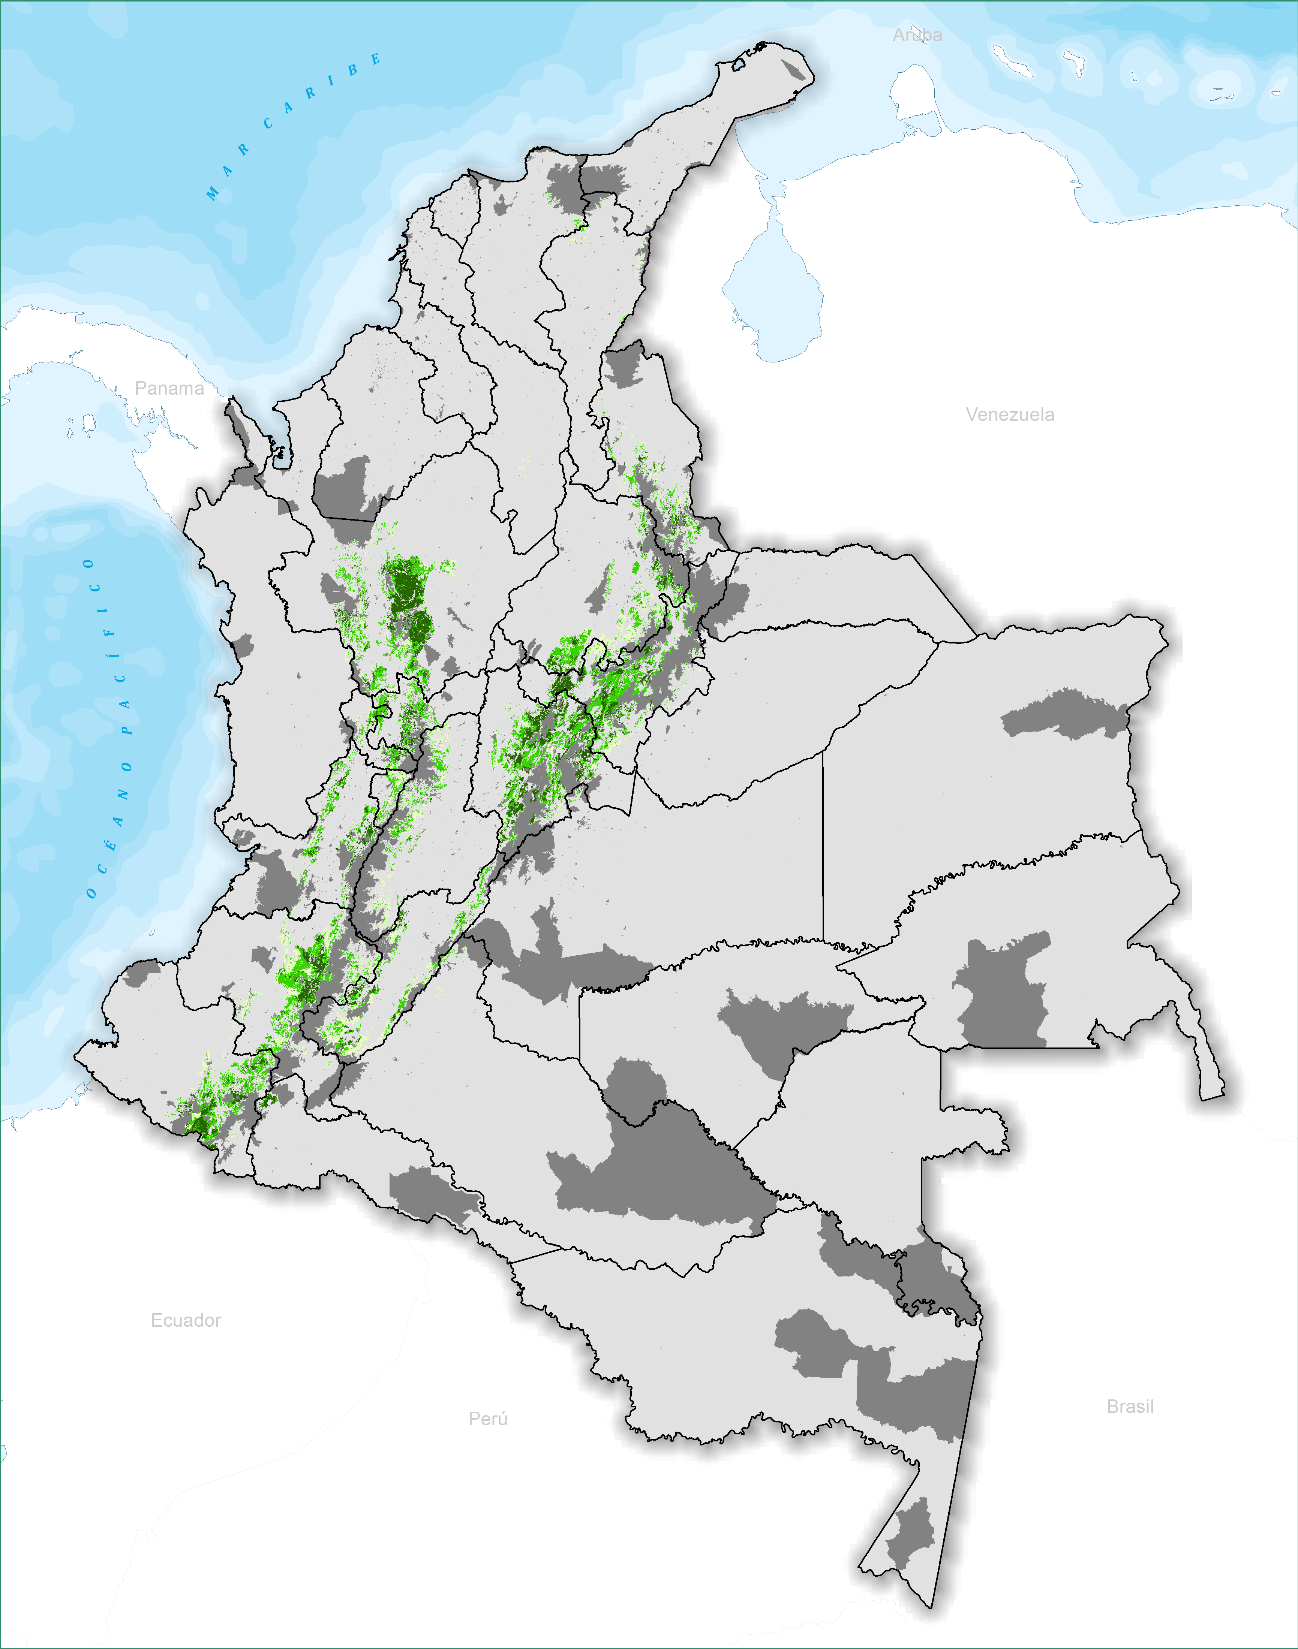 Aruba
MAR CARIBE
Panama
Venezuela
OCÉANO PACÍFICO
Ecuador
Perú
Brasil